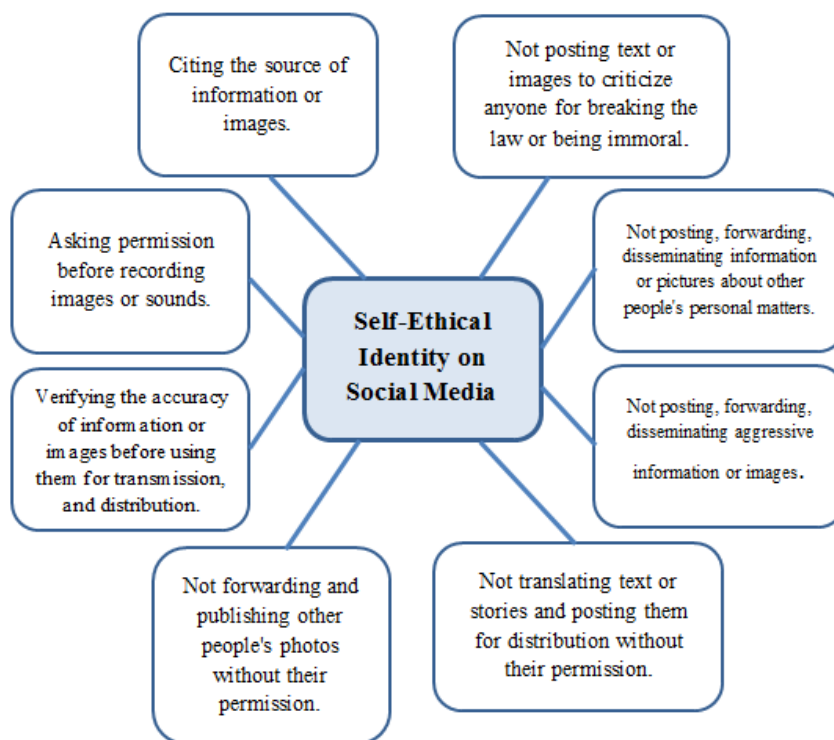 Citing the source of
information or
images.
Not posting text or
images to criticize
anyone for breaking the
law or being immoral.
Asking permission
before recording
images or sounds.
Not posting, forwarding,
disseminating information
or pictures about other
people's personal matters.
Self-Ethical
Identity on
Social Media
Verifying the accuracy
of information or
images before using
them for transmission,
and distribution.
Not posting, forwarding,
disseminating aggressive
information or images.
Not forwarding and
publishing other
people's photos
without their
permission.
Not translating text or
stories and posting them
for distribution without
their permission.